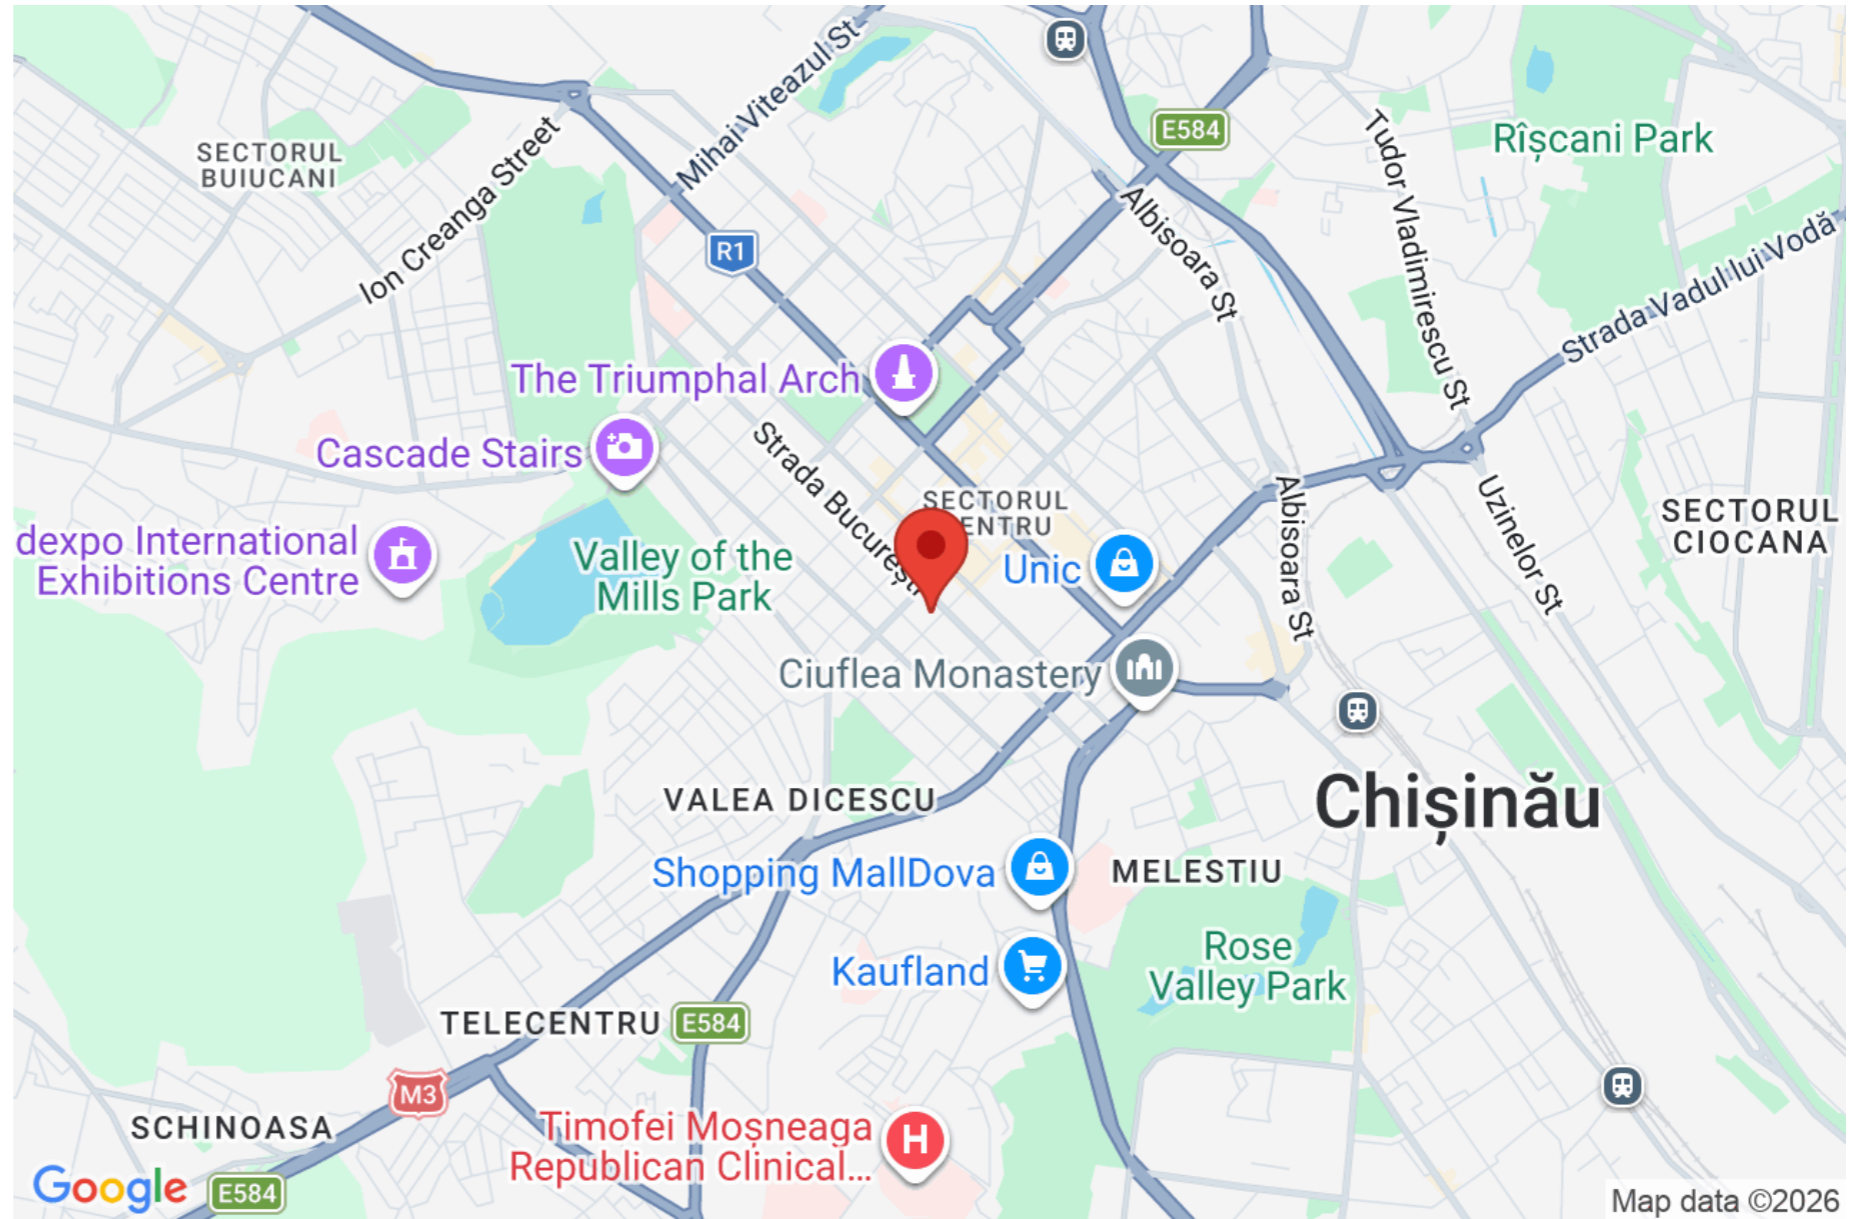 Mihai Viteazul St
E584
Tudor Vladimirescu St
Rîșcani Park
SECTORUL
BUIUCANI
Ion Creanga Street
Albisoara St
R1
Strada Vadul lui Vodă
The Triumphal Arch
Cascade Stairs
Strada București
SECTORUL
ENTRU
Albisoara St
Uzinelor St
SECTORUL
CIOCANA
dexpo International
Exhibitions Centre
Valley of the
Mills Park
Unic
Ciuflea Monastery
VALEA DICESCU
Chișinău
Shopping MallDova
MELESTIU
Kaufland
Rose
Valley Park
TELECENTRU
E584
M3
SCHINOASA
Timofei Moșneaga
Republican Clinical...
H
Google
E584
Map data ©2026